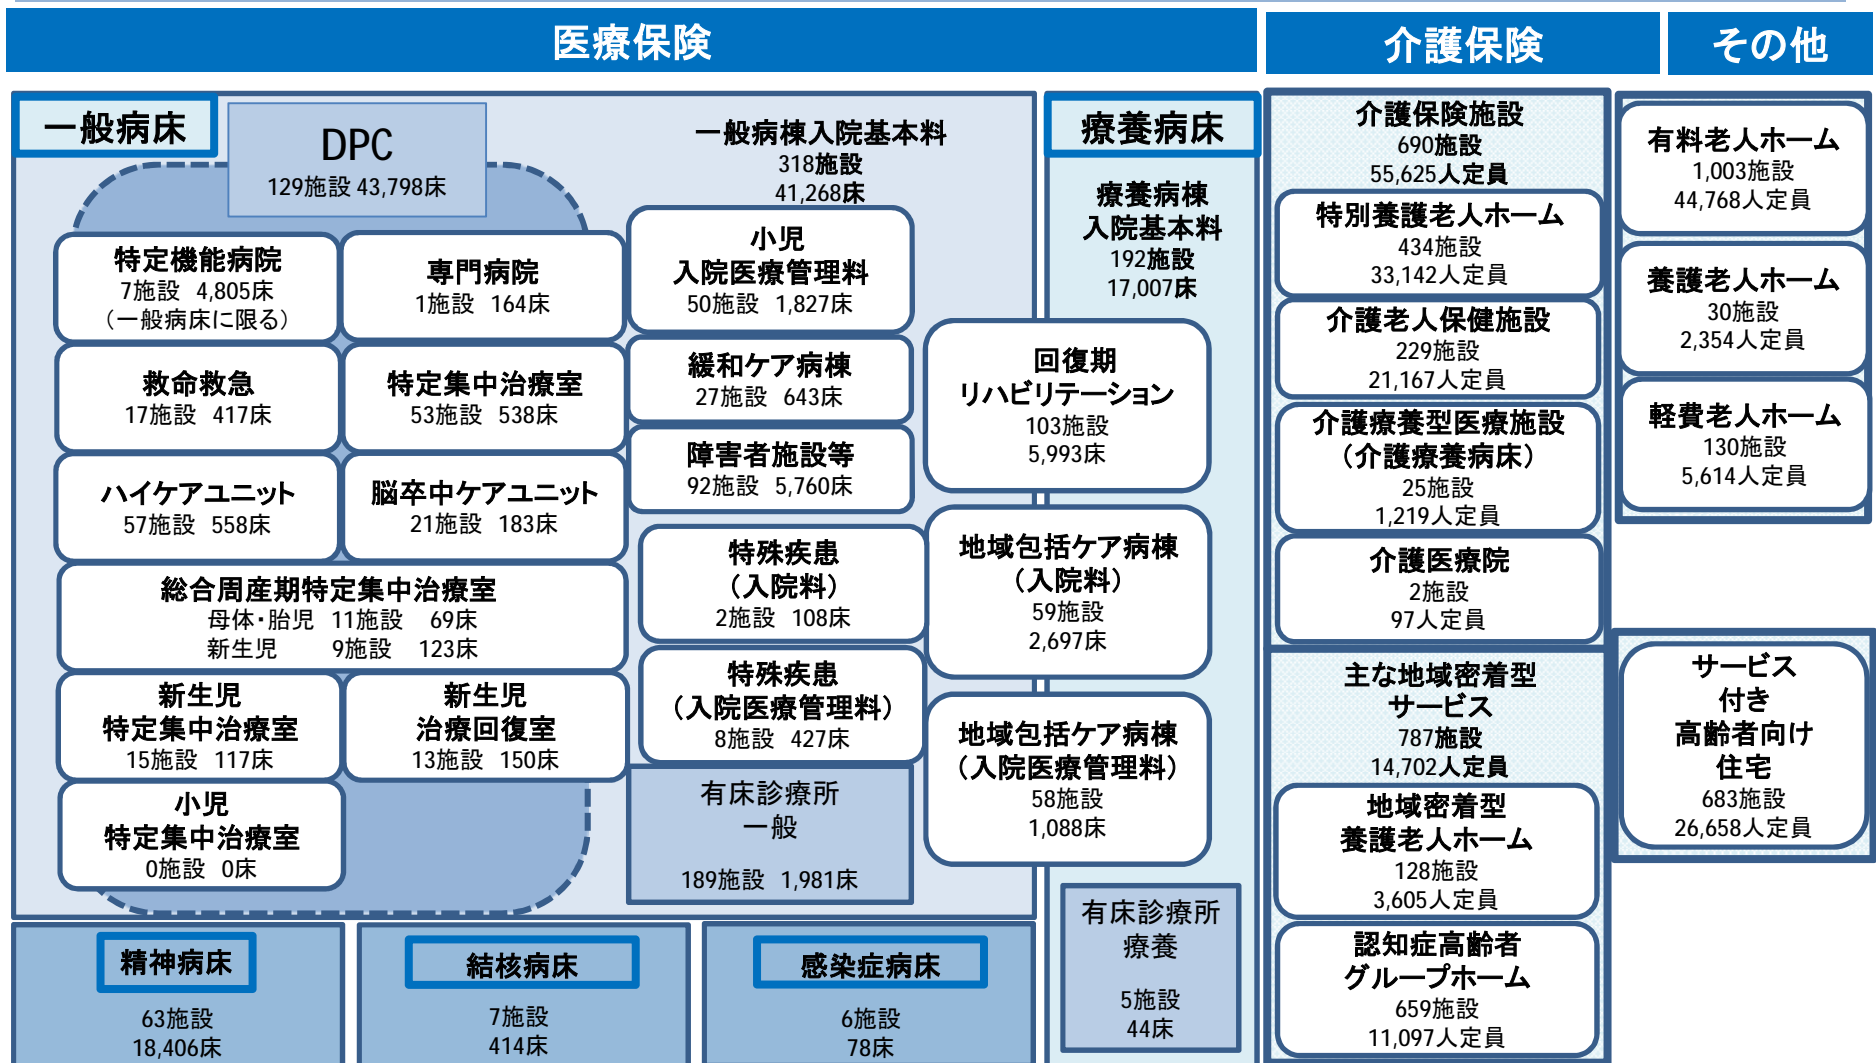 医療保険
介護保険
その他
一般病床
DPC
129施設 43,798床
一般病棟入院基本料
318施設
41,268床
特定機能病院
7施設 4,805床
（一般病床に限る）
専門病院
1施設 164床
救命救急
17施設 417床
特定集中治療室
53施設 538床
ハイケアユニット
57施設 558床
脳卒中ケアユニット
21施設 183床
総合周産期特定集中治療室
母体・胎児 11施設 69床
新生児 9施設 123床
新生児
特定集中治療室
15施設 117床
新生児
治療回復室
13施設 150床
小児
特定集中治療室
0施設 0床
小児
入院医療管理料
50施設 1,827床
緩和ケア病棟
27施設 643床
障害者施設等
92施設 5,760床
特殊疾患
（入院料）
2施設 108床
特殊疾患
（入院医療管理料）
8施設 427床
有床診療所
一般
189施設 1,981床
療養病床
療養病棟
入院基本料
192施設
17,007床
回復期
リハビリテーション
103施設
5,993床
地域包括ケア病棟
（入院料）
59施設
2,697床
地域包括ケア病棟
（入院医療管理料）
58施設
1,088床
有床診療所
療養
5施設
44床
精神病床
63施設
18,406床
結核病床
7施設
414床
感染症病床
6施設
78床
介護保険施設
690施設
55,625人定員
特別養護老人ホーム
434施設
33,142人定員
介護老人保健施設
229施設
21,167人定員
介護療養型医療施設
（介護療養病床）
25施設
1,219人定員
介護医療院
2施設
97人定員
主な地域密着型
サービス
787施設
14,702人定員
地域密着型
養護老人ホーム
128施設
3,605人定員
認知症高齢者
グループホーム
659施設
11,097人定員
有料老人ホーム
1,003施設
44,768人定員
養護老人ホーム
30施設
2,354人定員
軽費老人ホーム
130施設
5,614人定員
サービス
付き
高齢者向け
住宅
683施設
26,658人定員